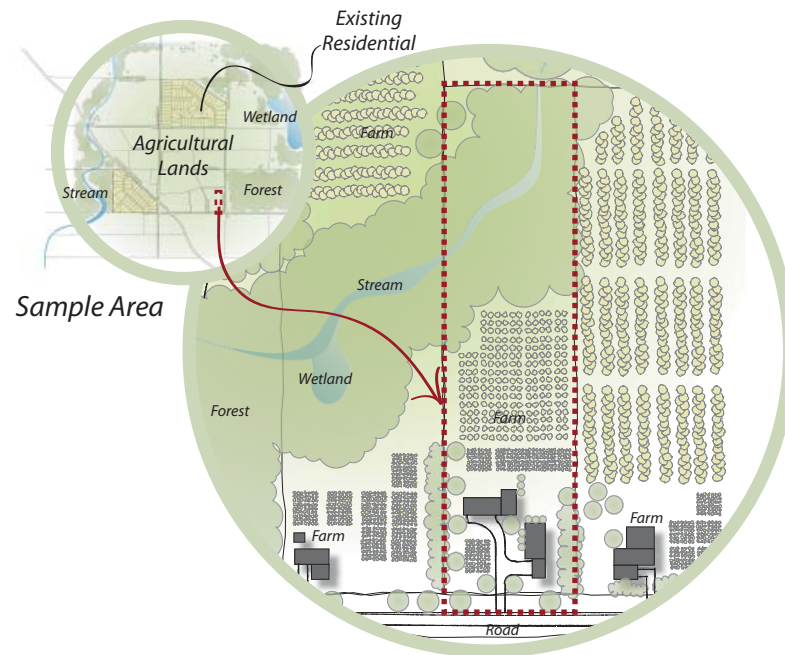 Existing
Residential
Wetland
Agricultural
Lands
Stream
Forest
Sample Area
Farm
Stream
Wetland
Forest
Farm
Farm
Farm
Road